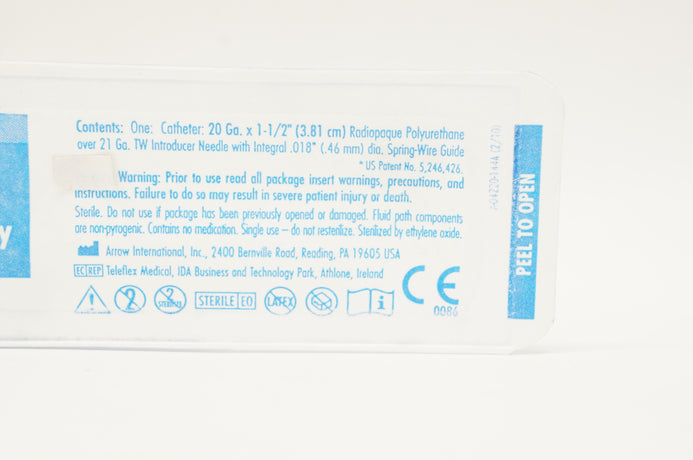 Contents: One: Catheter: 20 Ga. x 1-1/2" (3.81 cm) Radiopaque Polyurethane
over 21 Ga. TW Introducer Needle with Integral .018" (.46 mm) dia. Spring-Wire Guide
* US Patent No. 5,246,426.
Warning: Prior to use read all package insert warnings, precautions, and
instructions. Failure to do so may result in severe patient injury or death.
Sterile. Do not use if package has been previously opened or damaged. Fluid path components
are non-pyrogenic. Contains no medication. Single use – do not resterilize. Sterilized by ethylene oxide.
Arrow International, Inc., 2400 Bernville Road, Reading, PA 19605 USA
EC REP Teleflex Medical, IDA Business and Technology Park, Athlone, Ireland
2 2 STERILIZE STERILE EO LATEX i CE
0086
y
PEEL TO OPEN